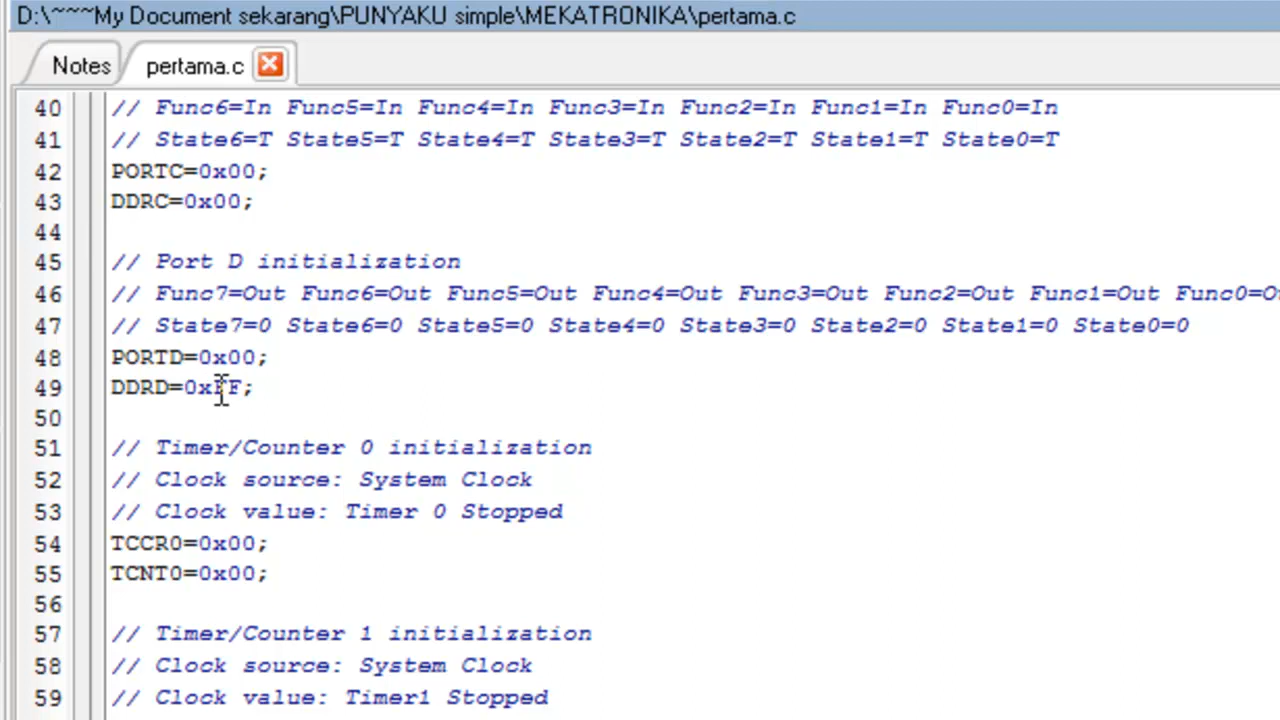 D:\~~~My Document sekarang\PUNYAKU simple\MEKATRONIKA\pertama.c
Notes pertama.c
40 // Func6=In Func5=In Func4=In Func3=In Func2=In Func1=In Func0=In
41 // State6=T State5=T State4=T State3=T State2=T State1=T State0=T
42 PORTC=0x00;
43 DDRC=0x00;
44
45 // Port D initialization
46 // Func7=Out Func6=Out Func5=Out Func4=Out Func3=Out Func2=Out Func1=Out Func0=O
47 // State7=0 State6=0 State5=0 State4=0 State3=0 State2=0 State1=0 State0=0
48 PORTD=0x00;
49 DDRD=0xFF;
50
51 // Timer/Counter 0 initialization
52 // Clock source: System Clock
53 // Clock value: Timer 0 Stopped
54 TCCR0=0x00;
55 TCNT0=0x00;
56
57 // Timer/Counter 1 initialization
58 // Clock source: System Clock
59 // Clock value: Timer1 Stopped